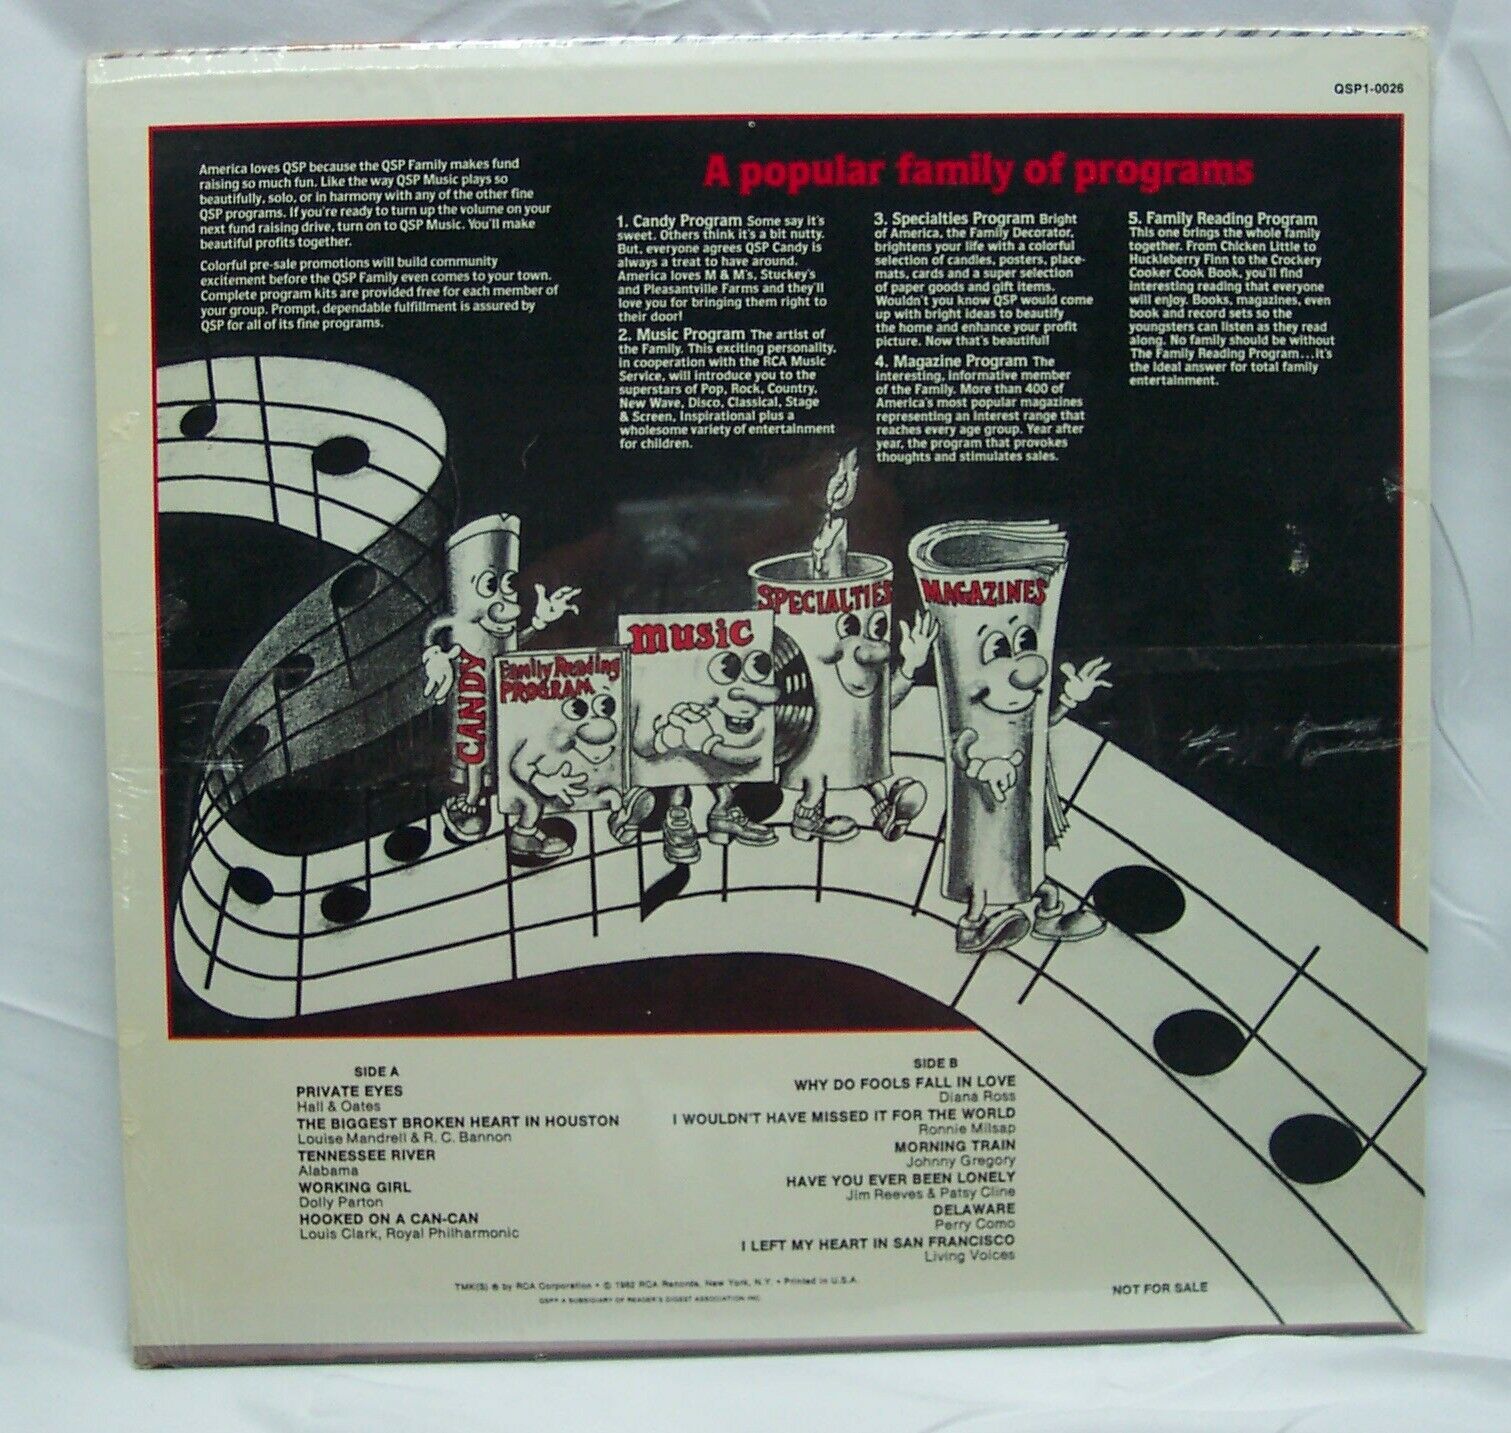 QSP1-0026
America loves QSP because the QSP Family makes fund
raising so much fun. Like the way QSP Music plays so
beautifully, solo, or in harmony with any of the other fine
QSP programs. If you're ready to turn up the volume on your
next fund raising drive, turn on to QSP Music. You'll make
beautiful profits together.
Colorful pre-sale promotions will build community
excitement before the QSP Family even comes to your town.
Complete program kits are provided free for each member of
your group. Prompt, dependable fulfillment is assured by
QSP for all of its fine programs.
A popular family of programs
1. Candy Program Some say it's
sweet. Others think it's a bit nutty.
But, everyone agrees QSP Candy is
always a treat to have around.
America loves M & M's, Stuckey's
and Pleasantville Farms and they'll
love you for bringing them right to
their door!
2. Music Program The artist of
the Family. This exciting personality,
in cooperation with the RCA Music
Service, will introduce you to the
superstars of Pop, Rock, Country,
New Wave, Disco, Classical, Stage
& Screen, Inspirational plus a
wholesome variety of entertainment
for children.
3. Specialties Program Bright
of America, the Family Decorator,
brightens your life with a colorful
selection of candles, posters, place-
mats, cards and a super selection
of paper goods and gift items.
Wouldn't you know QSP would come
up with bright ideas to beautify
the home and enhance your profit
picture. Now that's beautiful!
4. Magazine Program The
interesting, informative member
of the Family. More than 400 of
America's most popular magazines
representing an interest range that
reaches every age group. Year after
year, the program that provokes
thoughts and stimulates sales.
5. Family Reading Program
This one brings the whole family
together. From Chicken Little to
Huckleberry Finn to the Crockery
Cooker Cook Book, you'll find
interesting reading that everyone
will enjoy. Books, magazines, even
book and record sets so the
youngsters can listen as they read
along. No family should be without
The Family Reading Program...it's
the ideal answer for total family
entertainment.
CANDY
Family Reading
PROGRAM
music
SPECIALTIES
MAGAZINES
SIDE A
PRIVATE EYES
Hall & Oates
THE BIGGEST BROKEN HEART IN HOUSTON
Louise Mandrell & R. C. Bannon
TENNESSEE RIVER
Alabama
WORKING GIRL
Dolly Parton
HOOKED ON A CAN-CAN
Louis Clark, Royal Philharmonic
SIDE B
WHY DO FOOLS FALL IN LOVE
Diana Ross
I WOULDN'T HAVE MISSED IT FOR THE WORLD
Ronnie Milsap
MORNING TRAIN
Johnny Gregory
HAVE YOU EVER BEEN LONELY
Jim Reeves & Patsy Cline
DELAWARE
Perry Como
I LEFT MY HEART IN SAN FRANCISCO
Living Voices
TMK(S) ® by RCA Corporation • © 1982 RCA Records, New York, N.Y. • Printed in U.S.A.
A SUBSIDIARY OF READER'S DIGEST ASSOCIATION INC.
NOT FOR SALE